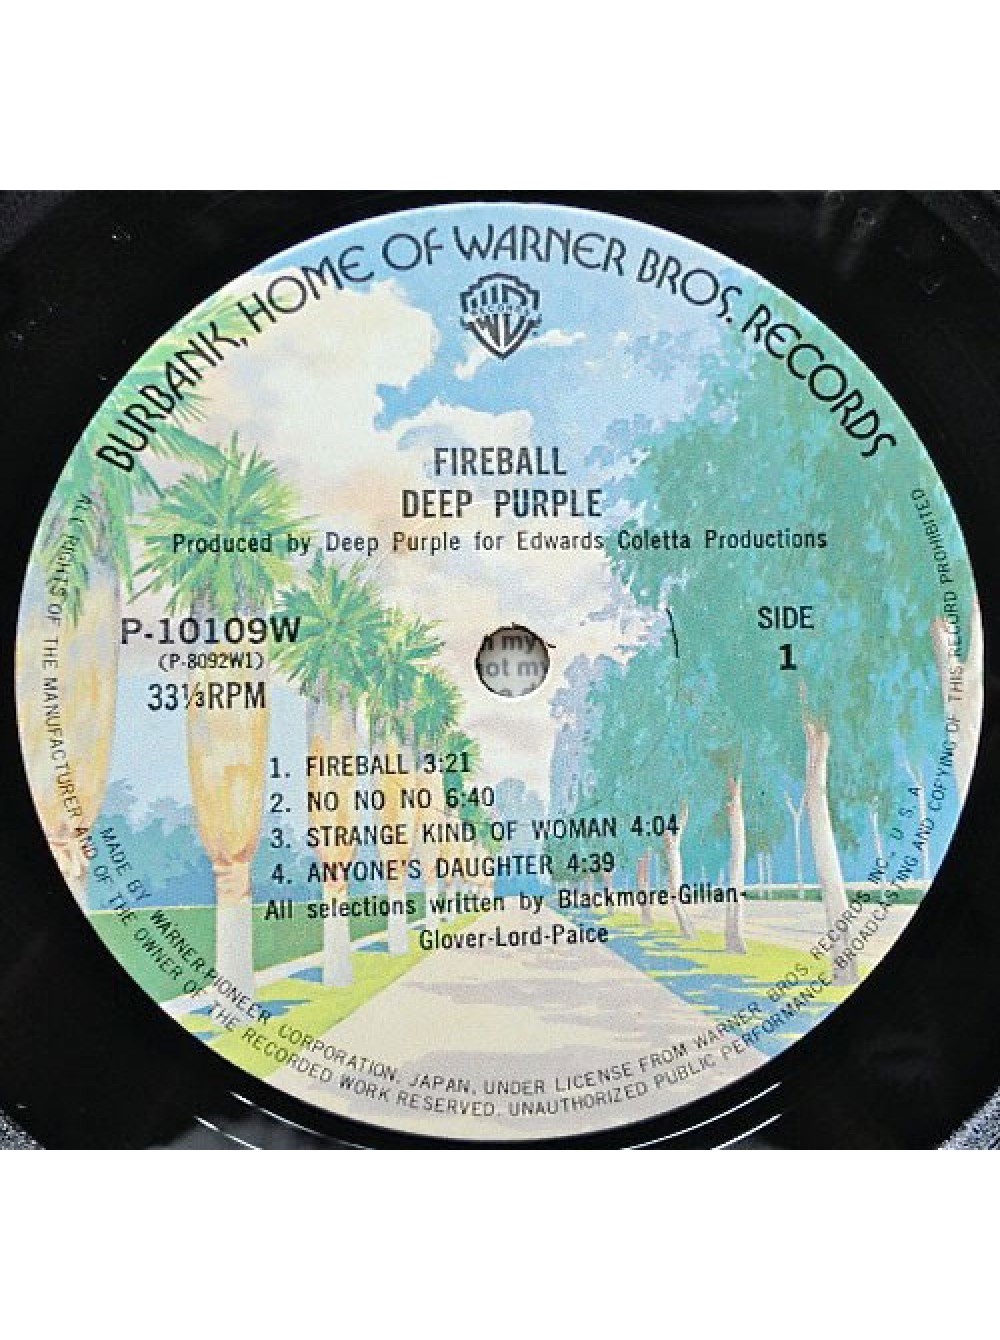 BURBANK, HOME OF WARNER BROS. RECORDS
RECORDS
FIREBALL
DEEP PURPLE
Produced by Deep Purple for Edwards Coletta Productions
P-10109W
(P-8092W1)
33⅓RPM
SIDE
1
my
not my
1. FIREBALL 3:21
2. NO NO NO 6:40
3. STRANGE KIND OF WOMAN 4:04
4. ANYONE'S DAUGHTER 4:39
All selections written by Blackmore-Gillan-
Glover-Lord-Paice
MADE BY WARNER-PIONEER CORPORATION, JAPAN, UNDER LICENSE FROM WARNER BROS. RECORDS INC., U.S.A.
ALL RIGHTS OF THE MANUFACTURER AND OF THE OWNER OF THE RECORDED WORK RESERVED. UNAUTHORIZED PUBLIC PERFORMANCE, BROADCASTING AND COPYING OF THIS RECORD PROHIBITED